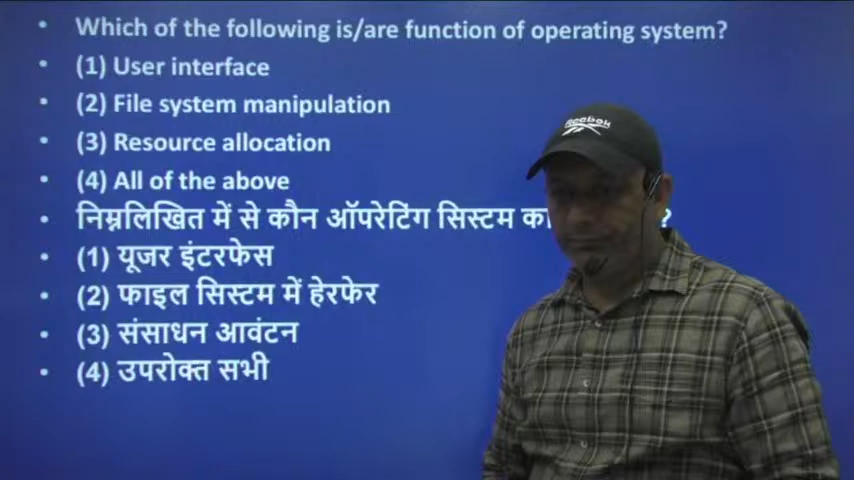 Which of the following is/are function of operating system?
(1) User interface
(2) File system manipulation
(3) Resource allocation
(4) All of the above
निम्नलिखित में से कौन ऑपरेटिंग सिस्टम का ?
(1) यूजर इंटरफेस
(2) फाइल सिस्टम में हेरफेर
(3) संसाधन आवंटन
(4) उपरोक्त सभी
Reebok